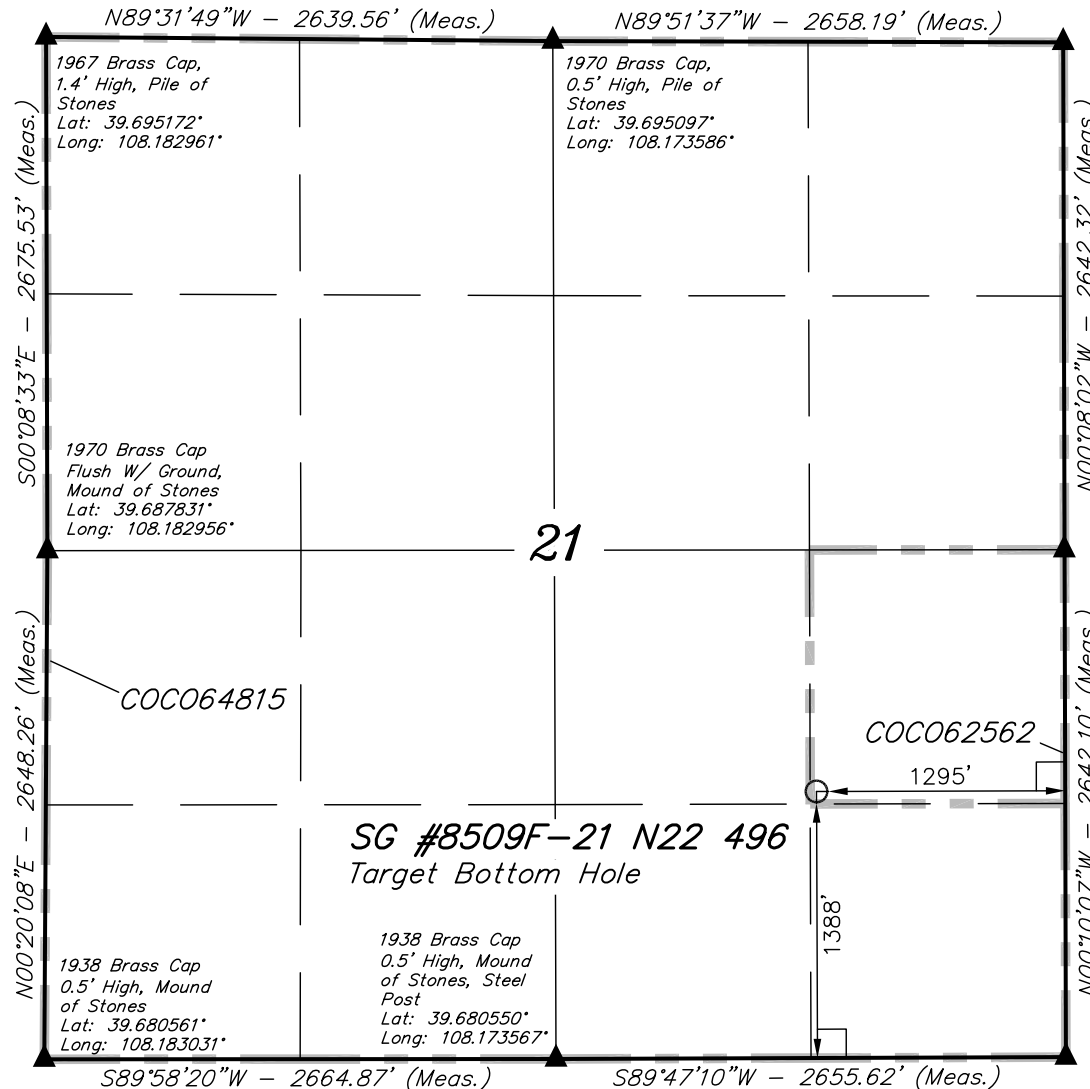 N89°31'49"W - 2639.56' (Meas.)
N89°51'37"W - 2658.19' (Meas.)
1967 Brass Cap,
1.4' High, Pile of
Stones
Lat: 39.695172°
Long: 108.182961°
1970 Brass Cap,
0.5' High, Pile of
Stones
Lat: 39.695097°
Long: 108.173586°
S00°08'33"E - 2675.53' (Meas.)
N00°08'02"W - 2642.32' (Meas.)
1970 Brass Cap
Flush W/ Ground,
Mound of Stones
Lat: 39.687831°
Long: 108.182956°
21
N00°20'08"E - 2648.26' (Meas.)
N00°10'07"W - 2642.10' (Meas.)
COCO64815
COCO62562
1295'
SG #8509F-21 N22 496
Target Bottom Hole
1388'
1938 Brass Cap
0.5' High, Mound
of Stones
Lat: 39.680561°
Long: 108.183031°
1938 Brass Cap
0.5' High, Mound
of Stones, Steel
Post
Lat: 39.680550°
Long: 108.173567°
S89°58'20"W - 2664.87' (Meas.)
S89°47'10"W - 2655.62' (Meas.)